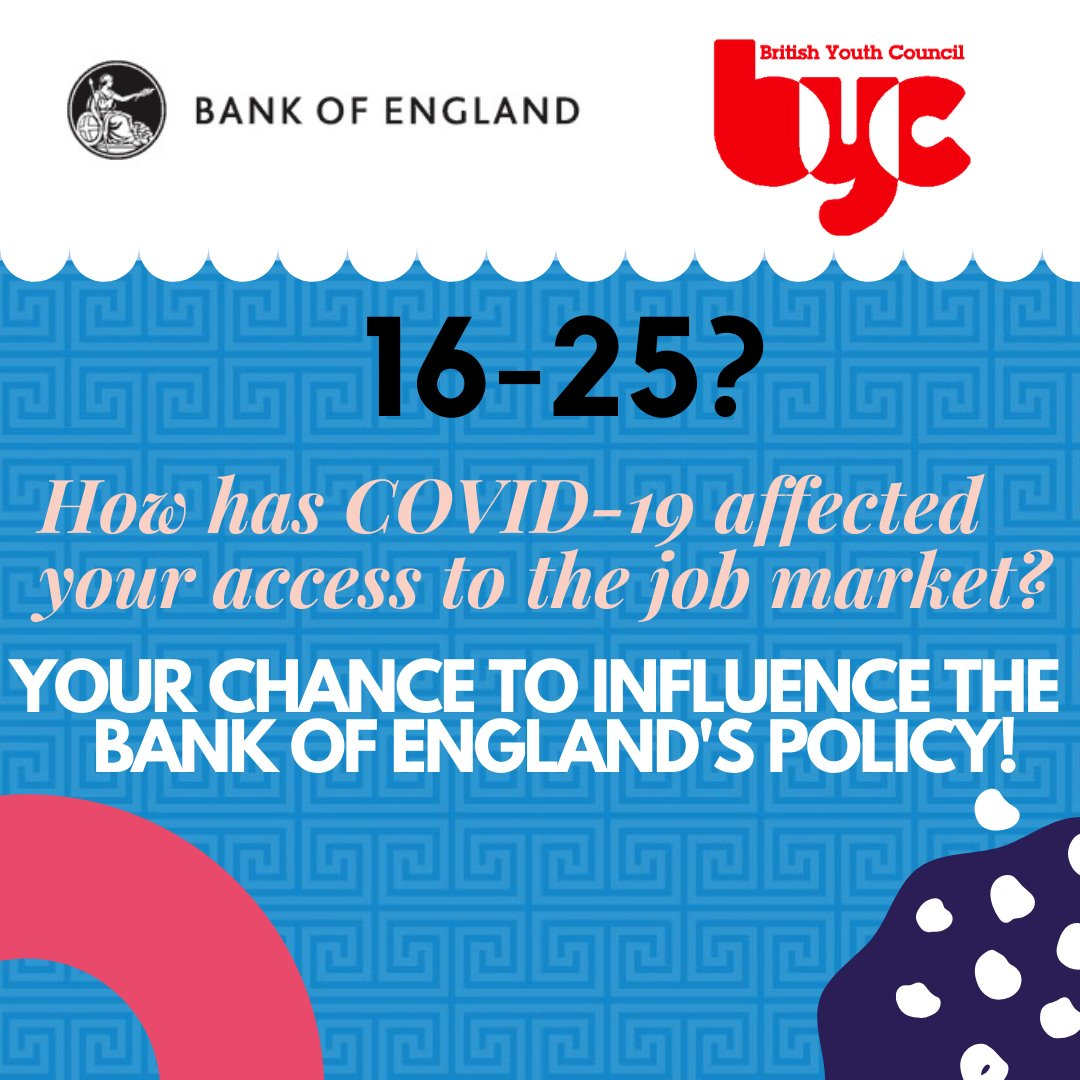 BANK OF ENGLAND
British Youth Council
byc
16-25?
How has COVID-19 affected
your access to the job market?
YOUR CHANCE TO INFLUENCE THE
BANK OF ENGLAND'S POLICY!